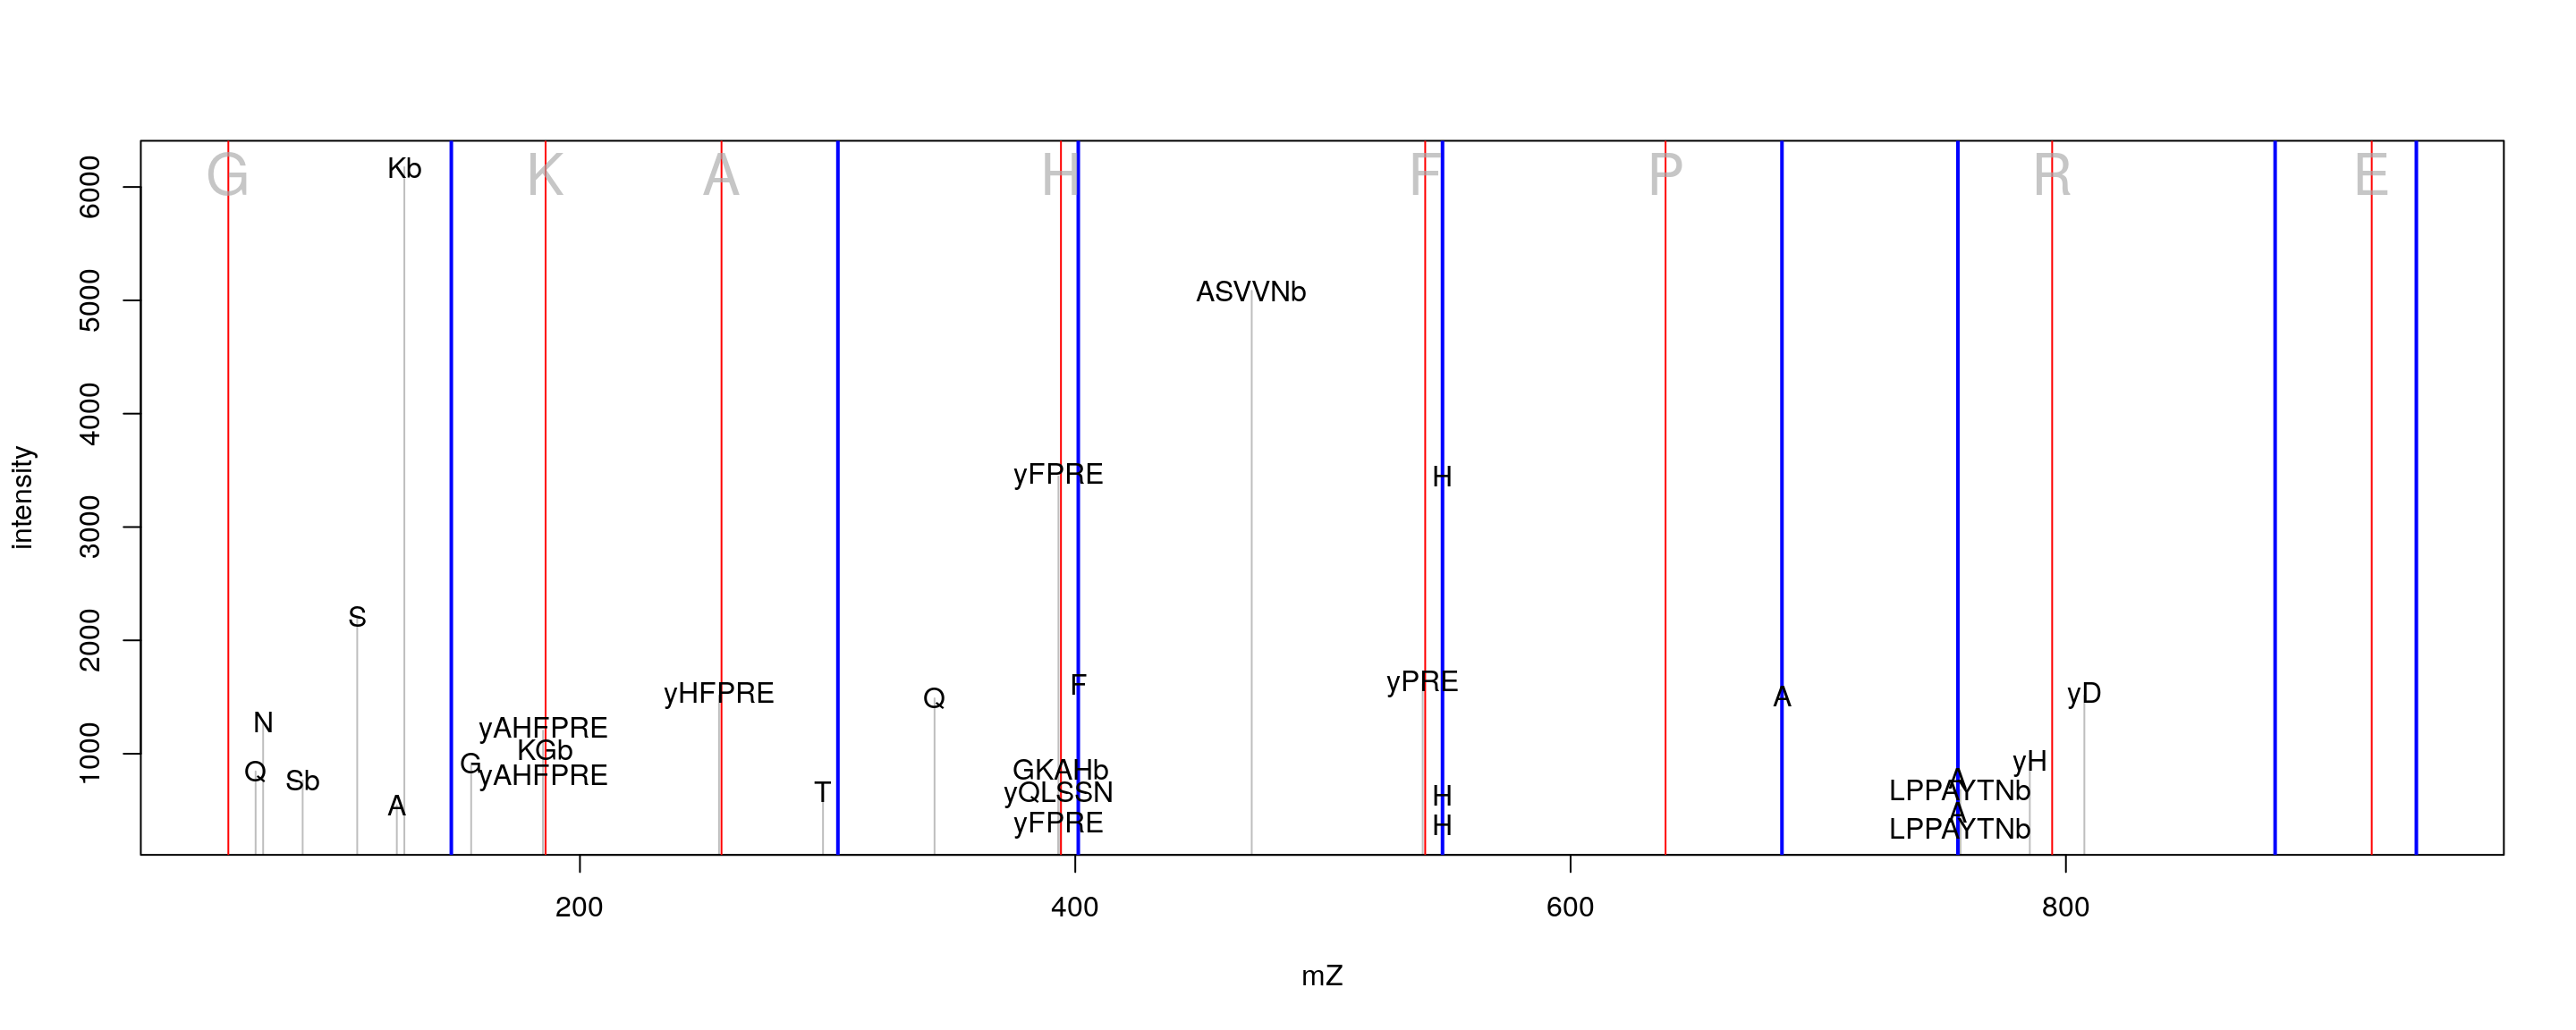 G K A H F P R E
Kb
ASVVNb
yFPRE
H
S
yPRE
F
yHFPRE
Q
A
yD
N
yAHFPRE
KGb
G
yAHFPRE
yH
Q
Sb
A
T
GKAHb
yQLSSN
yFPRE
H
H
A
LPPAYTNb
A
LPPAYTNb
intensity
1000 2000 3000 4000 5000 6000
200 400 600 800
mZ